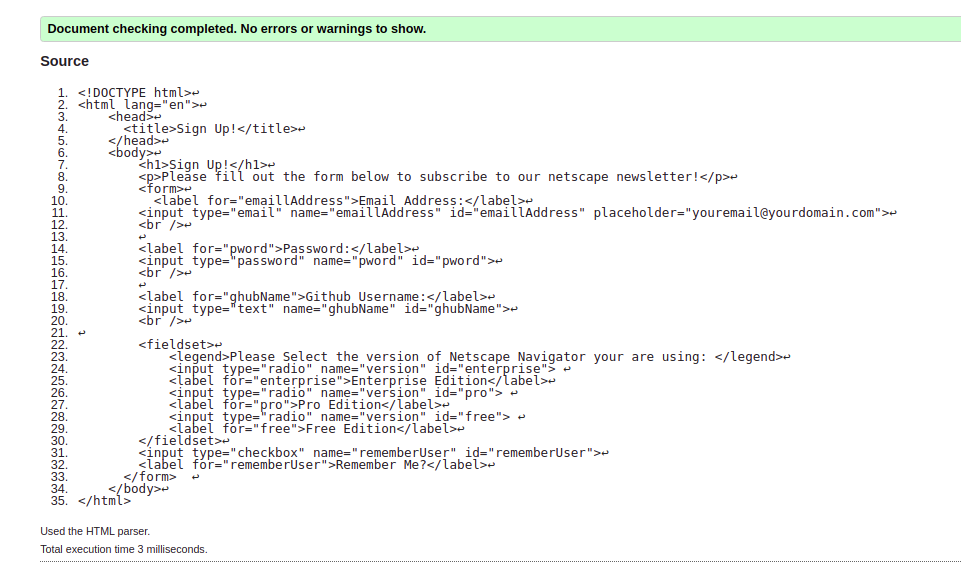 Document checking completed. No errors or warnings to show.
Source
1. <!DOCTYPE html>↩
2. <html lang="en">↩
3.     <head>↩
4.       <title>Sign Up!</title>↩
5.     </head>↩
6.     <body>↩
7.         <h1>Sign Up!</h1>↩
8.         <p>Please fill out the form below to subscribe to our netscape newsletter!</p>↩
9.         <form>↩
10.           <label for="emaillAddress">Email Address:</label>↩
11.         <input type="email" name="emaillAddress" id="emaillAddress" placeholder="youremail@yourdomain.com">↩
12.         <br />↩
13.         ↩
14.         <label for="pword">Password:</label>↩
15.         <input type="password" name="pword" id="pword">↩
16.         <br />↩
17.         ↩
18.         <label for="ghubName">Github Username:</label>↩
19.         <input type="text" name="ghubName" id="ghubName">↩
20.         <br />↩
21. ↩
22.         <fieldset>↩
23.             <legend>Please Select the version of Netscape Navigator your are using: </legend>↩
24.             <input type="radio" name="version" id="enterprise"> ↩
25.             <label for="enterprise">Enterprise Edition</label>↩
26.             <input type="radio" name="version" id="pro"> ↩
27.             <label for="pro">Pro Edition</label>↩
28.             <input type="radio" name="version" id="free"> ↩
29.             <label for="free">Free Edition</label>↩
30.         </fieldset>↩
31.         <input type="checkbox" name="rememberUser" id="rememberUser">↩
32.         <label for="rememberUser">Remember Me?</label>↩
33.       </form>  ↩
34.     </body>↩
35. </html>
Used the HTML parser.
Total execution time 3 milliseconds.